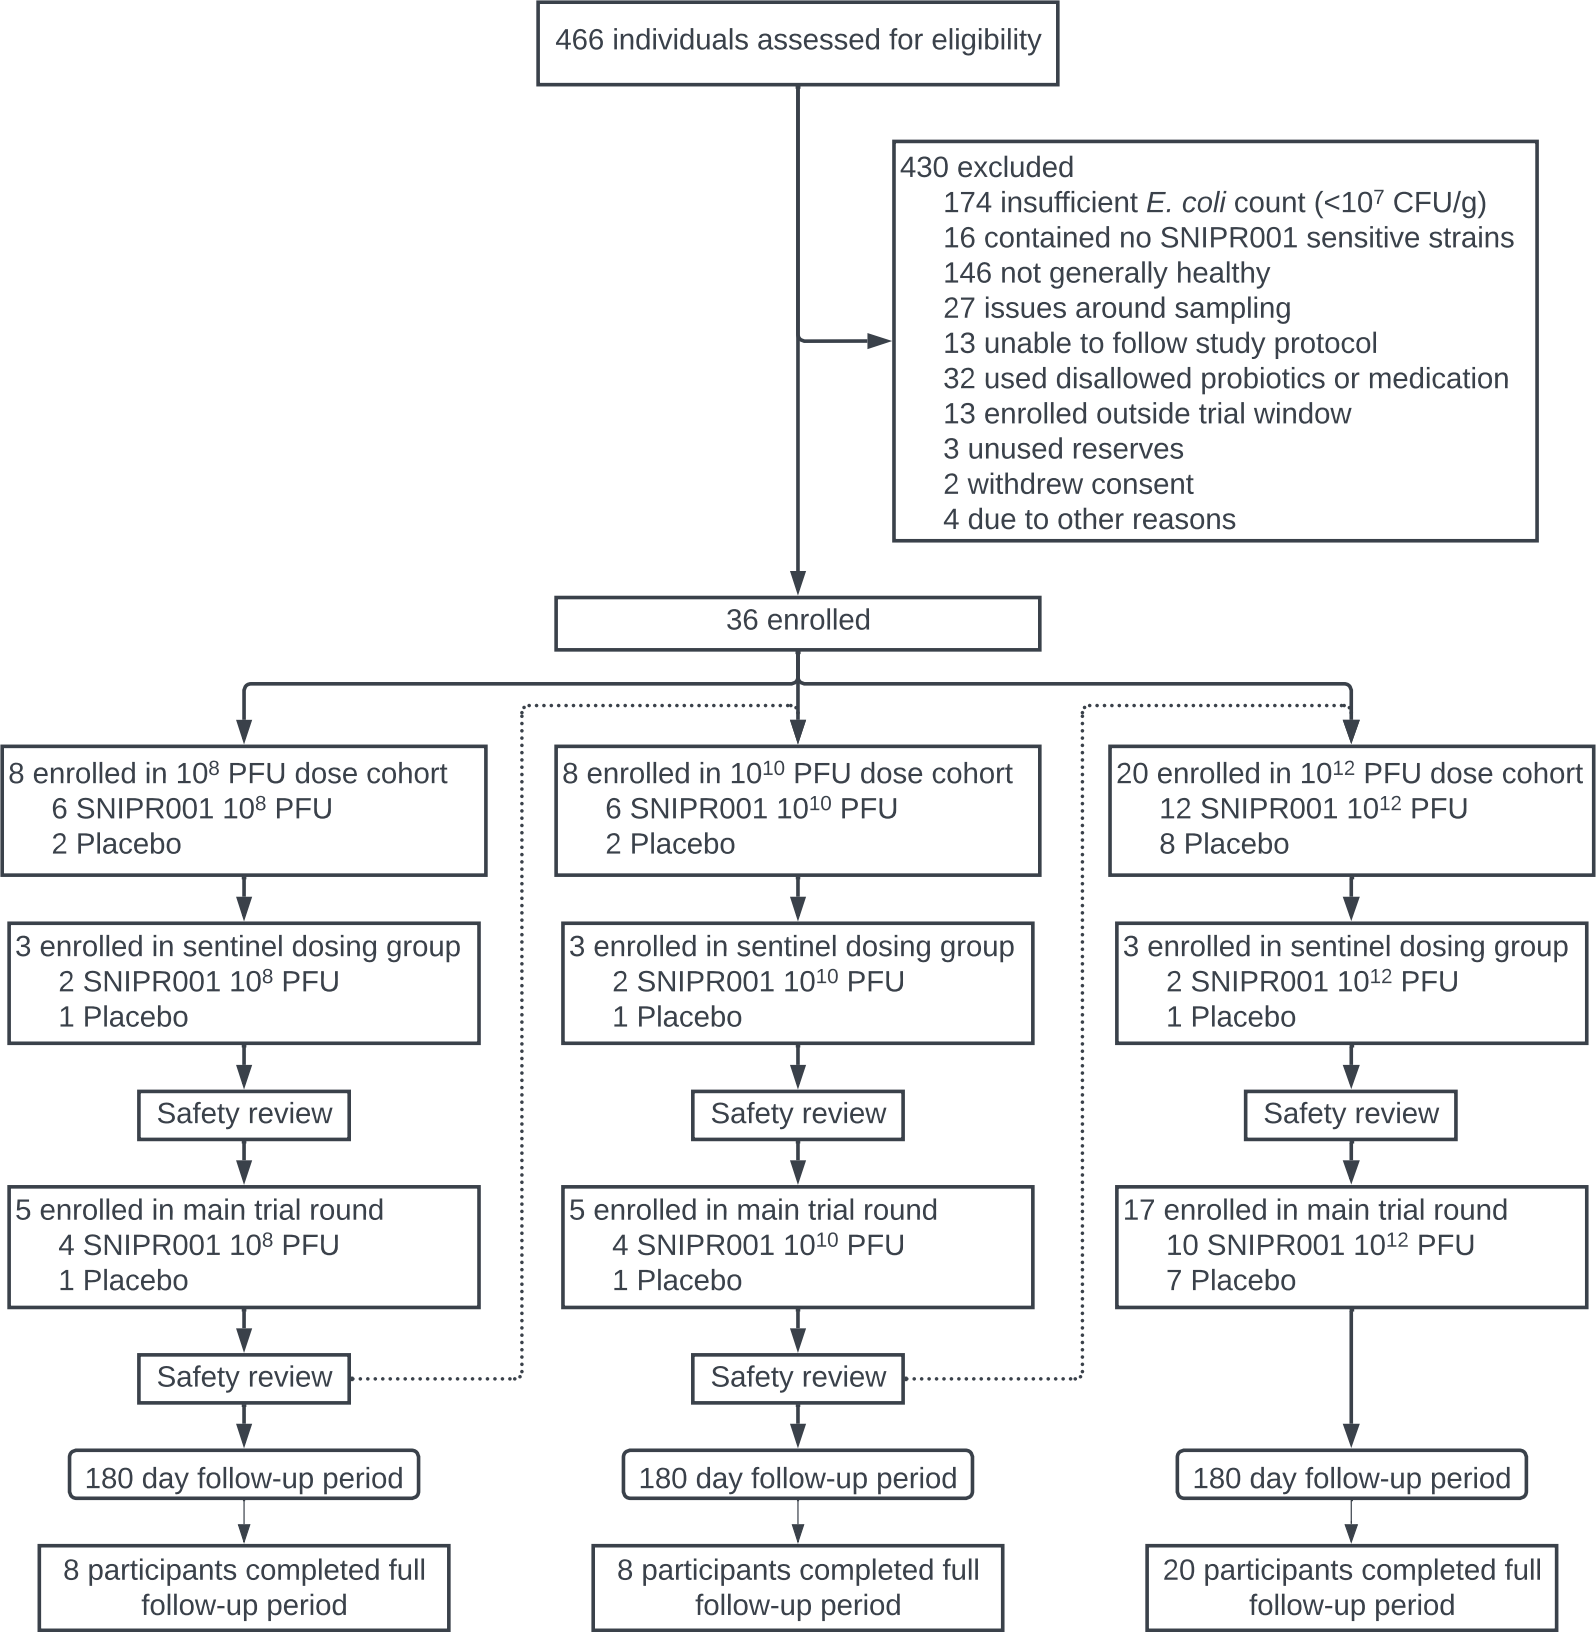 466 individuals assessed for eligibility
430 excluded
174 insufficient E. coli count (<10⁷ CFU/g)
16 contained no SNIPR001 sensitive strains
146 not generally healthy
27 issues around sampling
13 unable to follow study protocol
32 used disallowed probiotics or medication
13 enrolled outside trial window
3 unused reserves
2 withdrew consent
4 due to other reasons
36 enrolled
8 enrolled in 10⁸ PFU dose cohort
6 SNIPR001 10⁸ PFU
2 Placebo
8 enrolled in 10¹⁰ PFU dose cohort
6 SNIPR001 10¹⁰ PFU
2 Placebo
20 enrolled in 10¹² PFU dose cohort
12 SNIPR001 10¹² PFU
8 Placebo
3 enrolled in sentinel dosing group
2 SNIPR001 10⁸ PFU
1 Placebo
3 enrolled in sentinel dosing group
2 SNIPR001 10¹⁰ PFU
1 Placebo
3 enrolled in sentinel dosing group
2 SNIPR001 10¹² PFU
1 Placebo
Safety review
Safety review
Safety review
5 enrolled in main trial round
4 SNIPR001 10⁸ PFU
1 Placebo
5 enrolled in main trial round
4 SNIPR001 10¹⁰ PFU
1 Placebo
17 enrolled in main trial round
10 SNIPR001 10¹² PFU
7 Placebo
Safety review
Safety review
180 day follow-up period
180 day follow-up period
180 day follow-up period
8 participants completed full
follow-up period
8 participants completed full
follow-up period
20 participants completed full
follow-up period